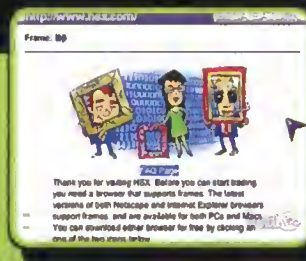 http://www.hsx.com/
Frame:
FAQ Page
Thank you for visiting HSX. Before you can start trading
you need a browser that supports frames. The latest
versions of both Netscape and Internet Explorer browsers
support frames, and are available for both PCs and Macs.
You can download either browser for free by clicking on
one of the two icons below